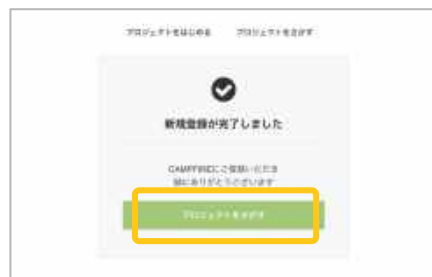 プロジェクトをはじめる プロジェクトをさがす
新規登録が完了しました
CAMPFIREにご登録いただき
誠にありがとうございます
プロジェクトをさがす